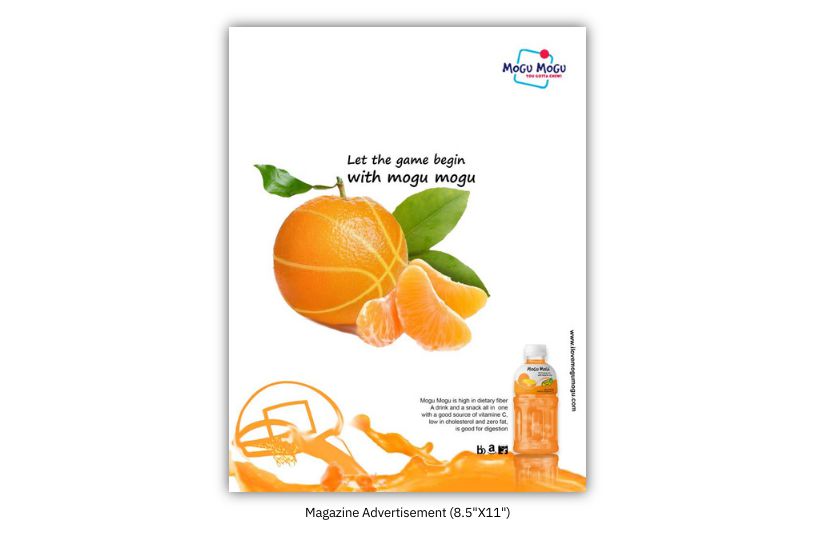 MOGU MOGU
YOU GOTTA CHEW!
Let the game begin
with mogu mogu
www.ilovemogumogu.com
MOGU MOGU
Mogu Mogu is high in dietary fiber
A drink and a snack all in one
with a good source of vitamine C,
low in cholesterol and zero fat,
is good for digestion
Magazine Advertisement (8.5"X11")